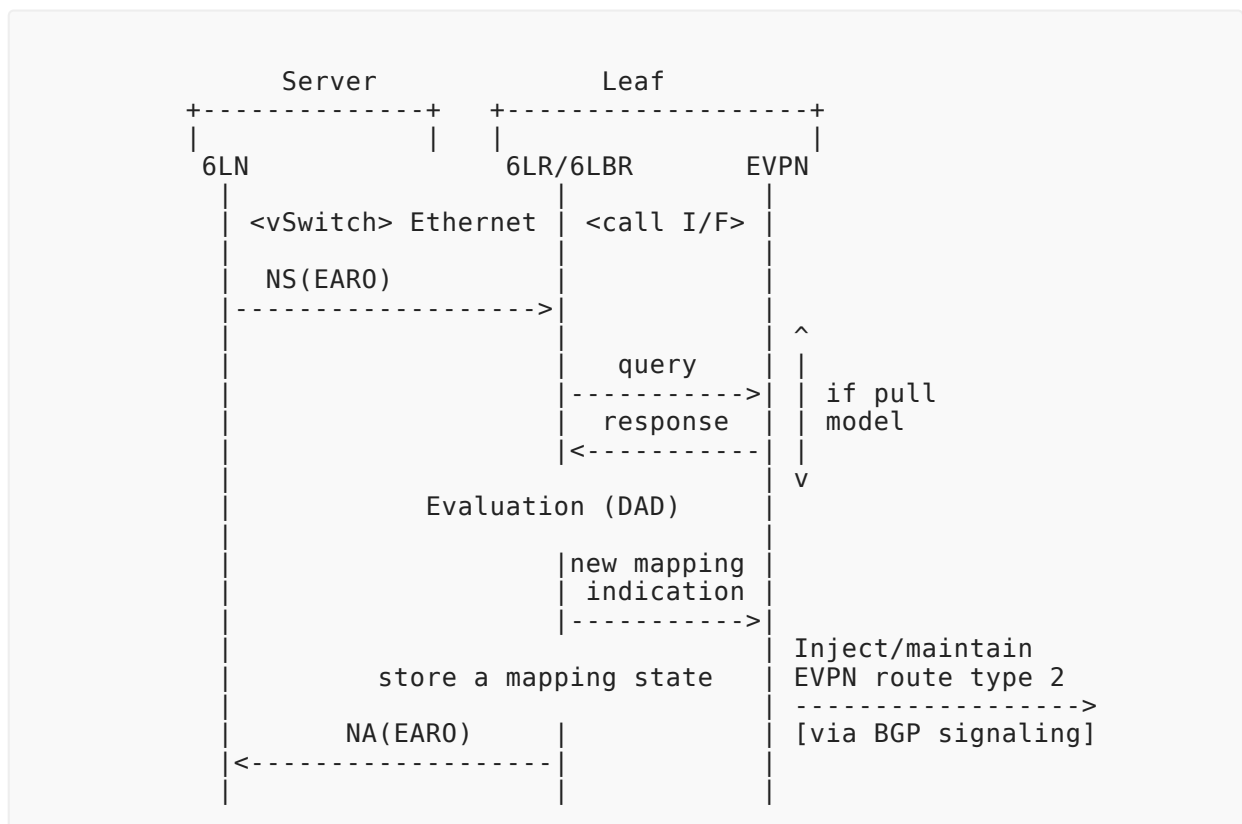 Server Leaf
6LN 6LR/6LBR EVPN
<vSwitch> Ethernet <call I/F>
NS(EARO)
query
if pull
response model
Evaluation (DAD)
new mapping
indication
Inject/maintain
store a mapping state EVPN route type 2
NA(EARO) [via BGP signaling]